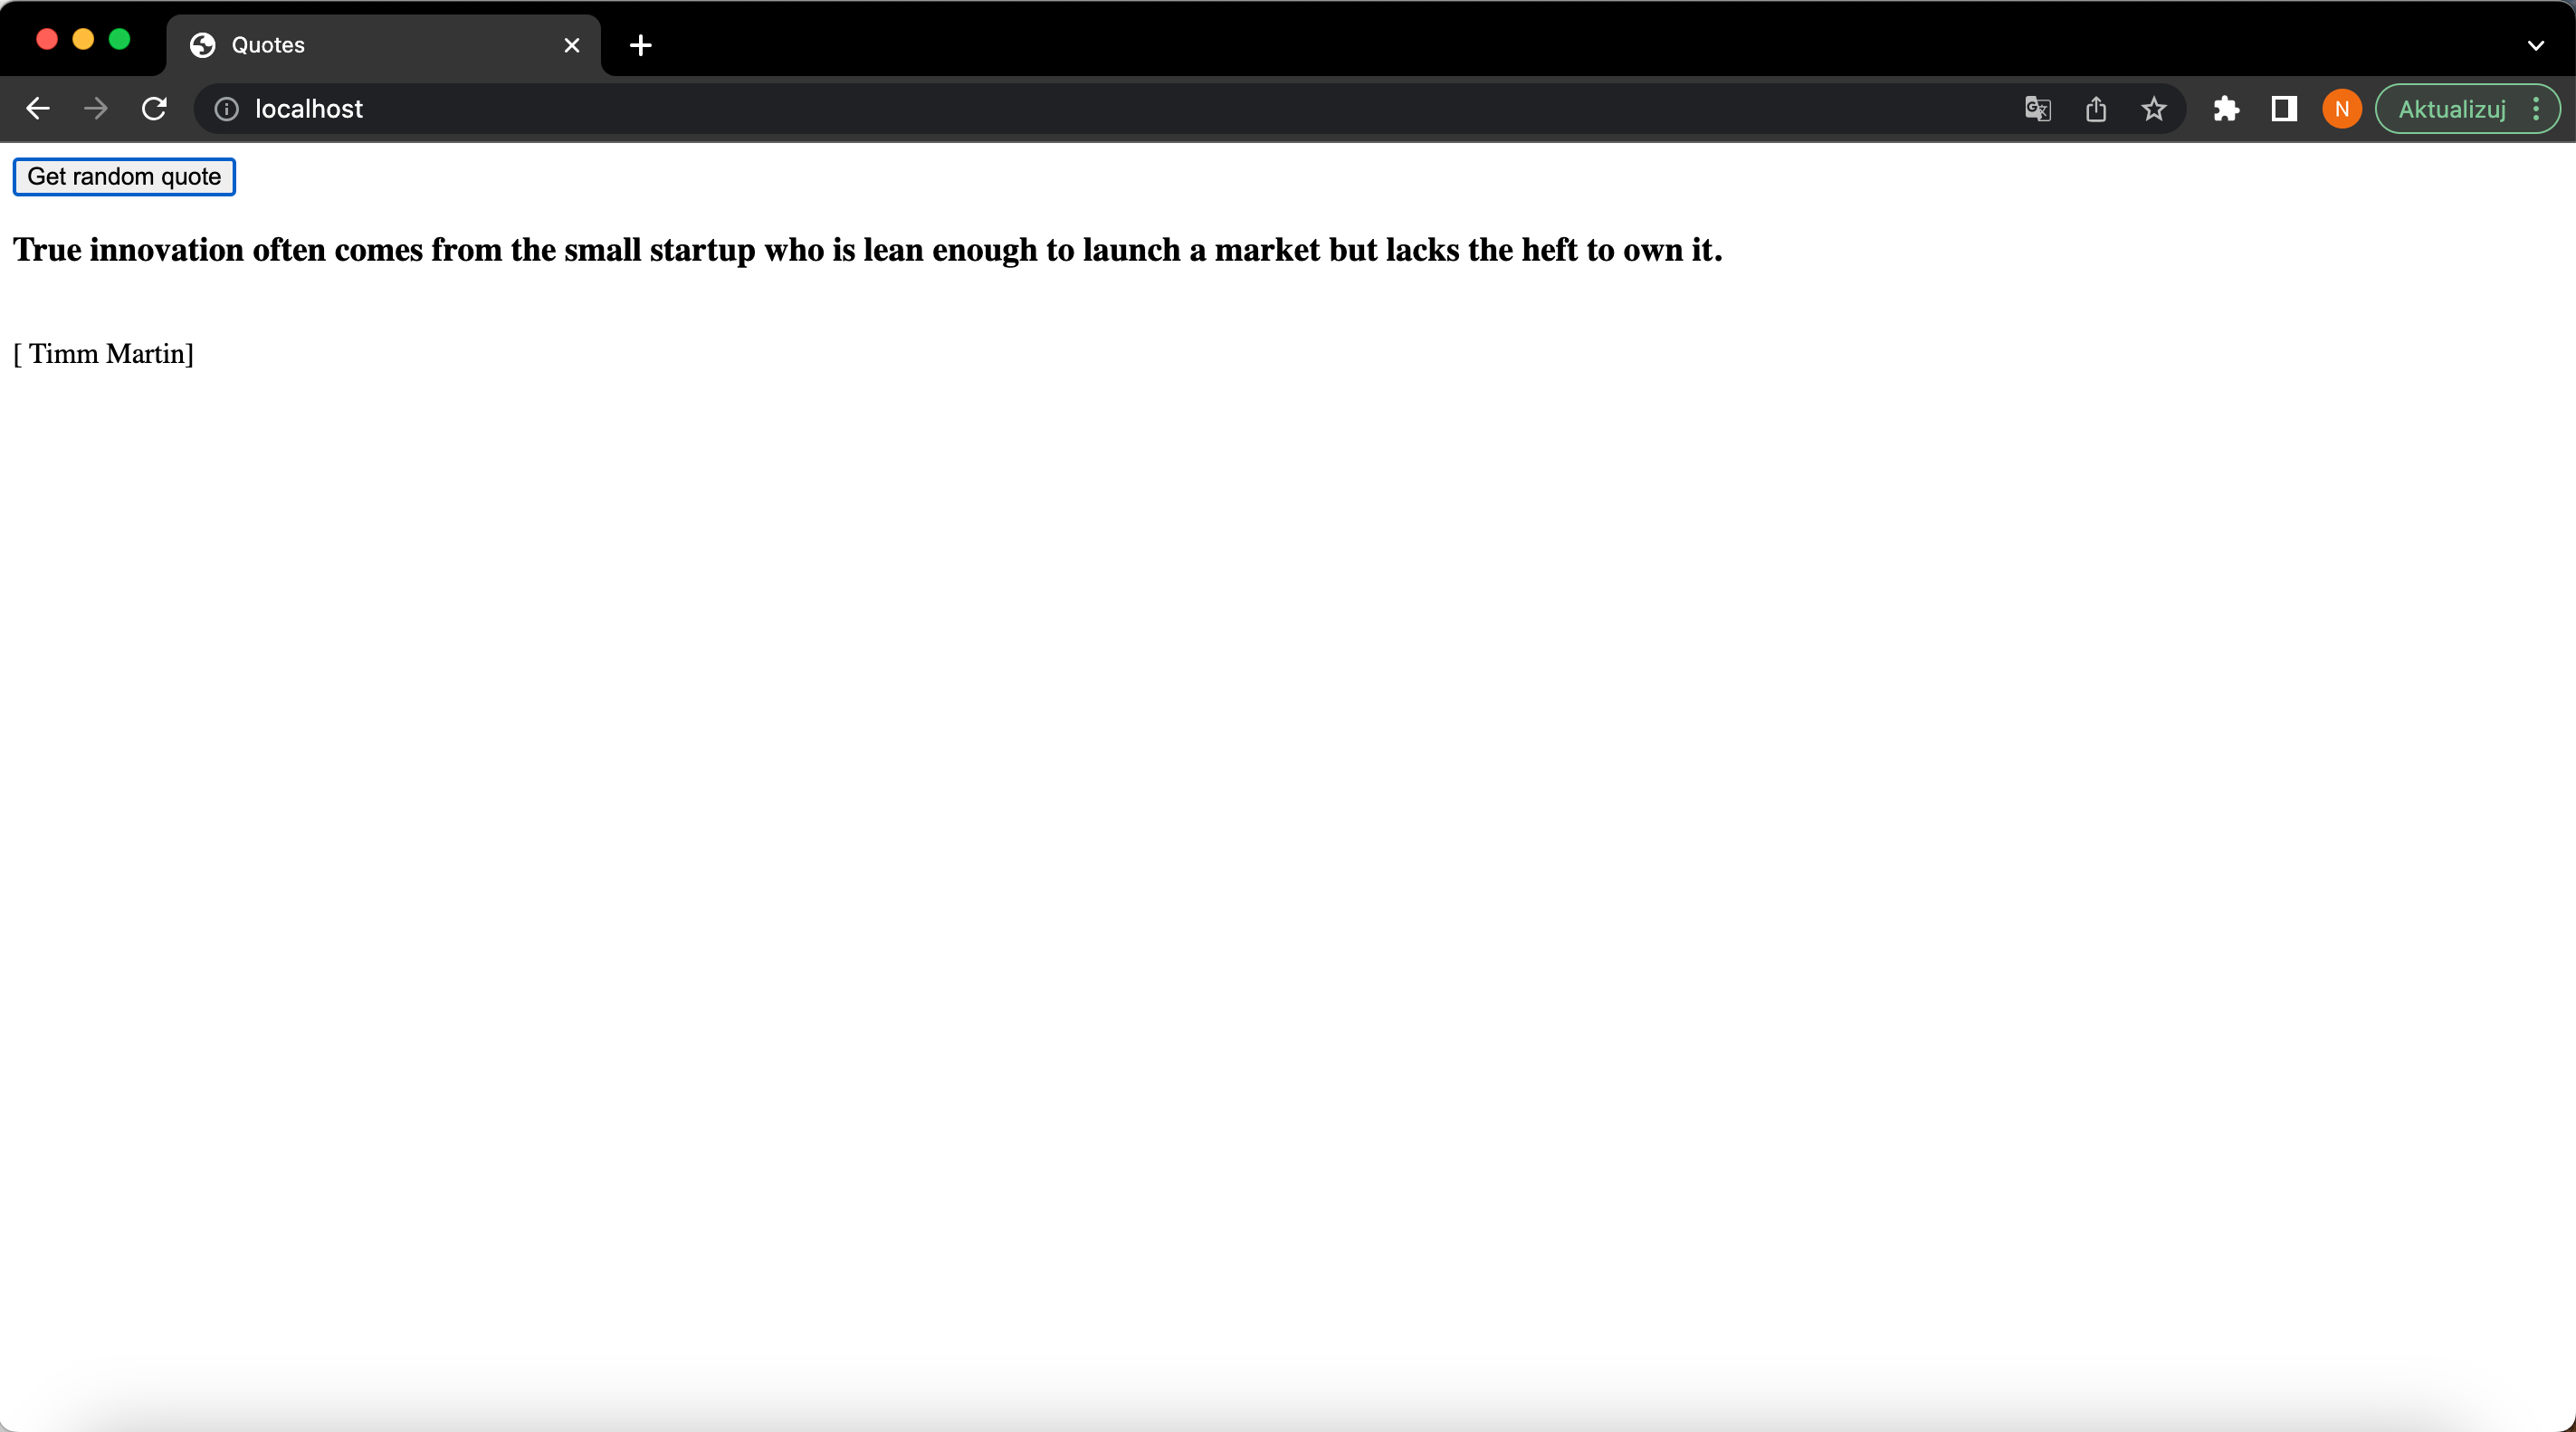 Quotes
localhost
N
Aktualizuj
Get random quote
True innovation often comes from the small startup who is lean enough to launch a market but lacks the heft to own it.
[ Timm Martin]